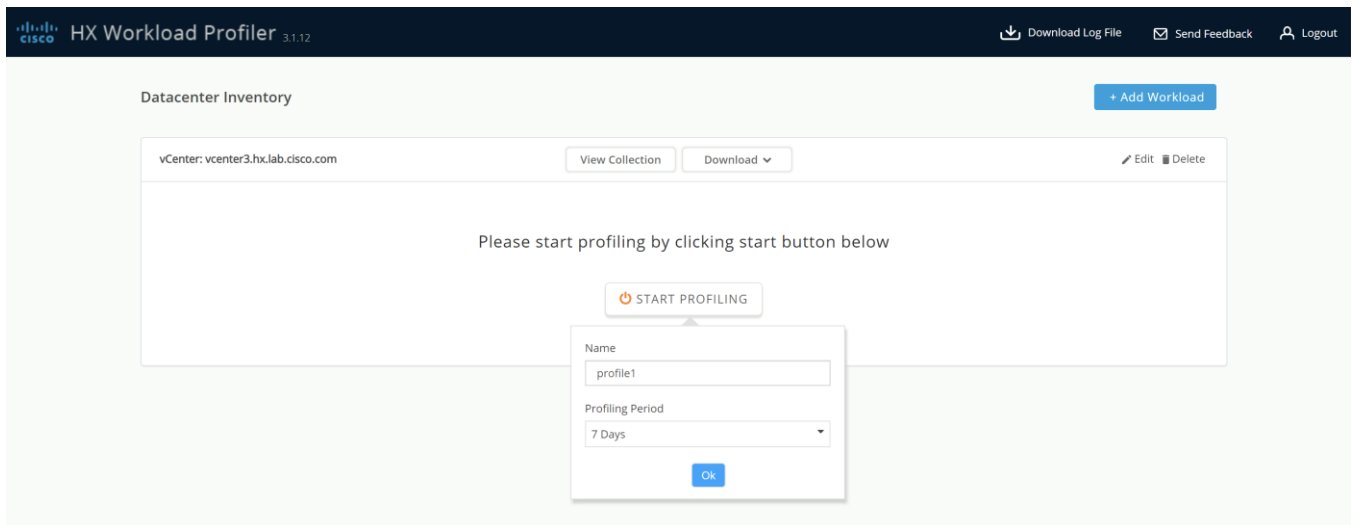 cisco HX Workload Profiler 3.1.12 Download Log File Send Feedback Logout
Datacenter Inventory + Add Workload
vCenter: vcenter3.hx.lab.cisco.com View Collection Download Edit Delete
Please start profiling by clicking start button below
START PROFILING
Name
profile1
Profiling Period
7 Days
Ok